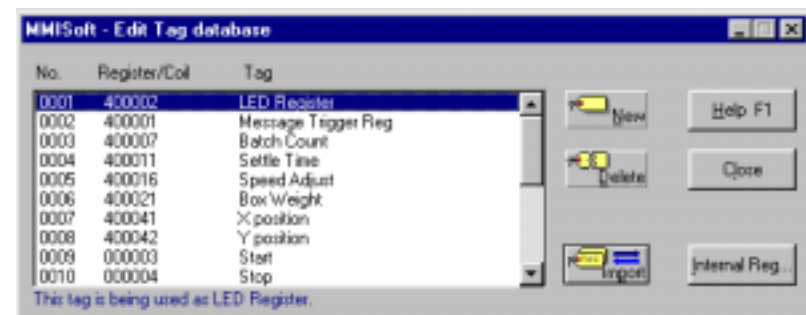 MMISoft - Edit Tag database
No. Register/Coil Tag
0001 400002 LED Register
0002 400001 Message Trigger Reg
0003 400007 Batch Count
0004 400011 Settle Time
0005 400016 Speed Adjust
0006 400021 Box Weight
0007 400041 X position
0008 400042 Y position
0009 000003 Start
0010 000004 Stop
This tag is being used as LED Register.
New
Delete
Import
Help F1
Close
Internal Reg...